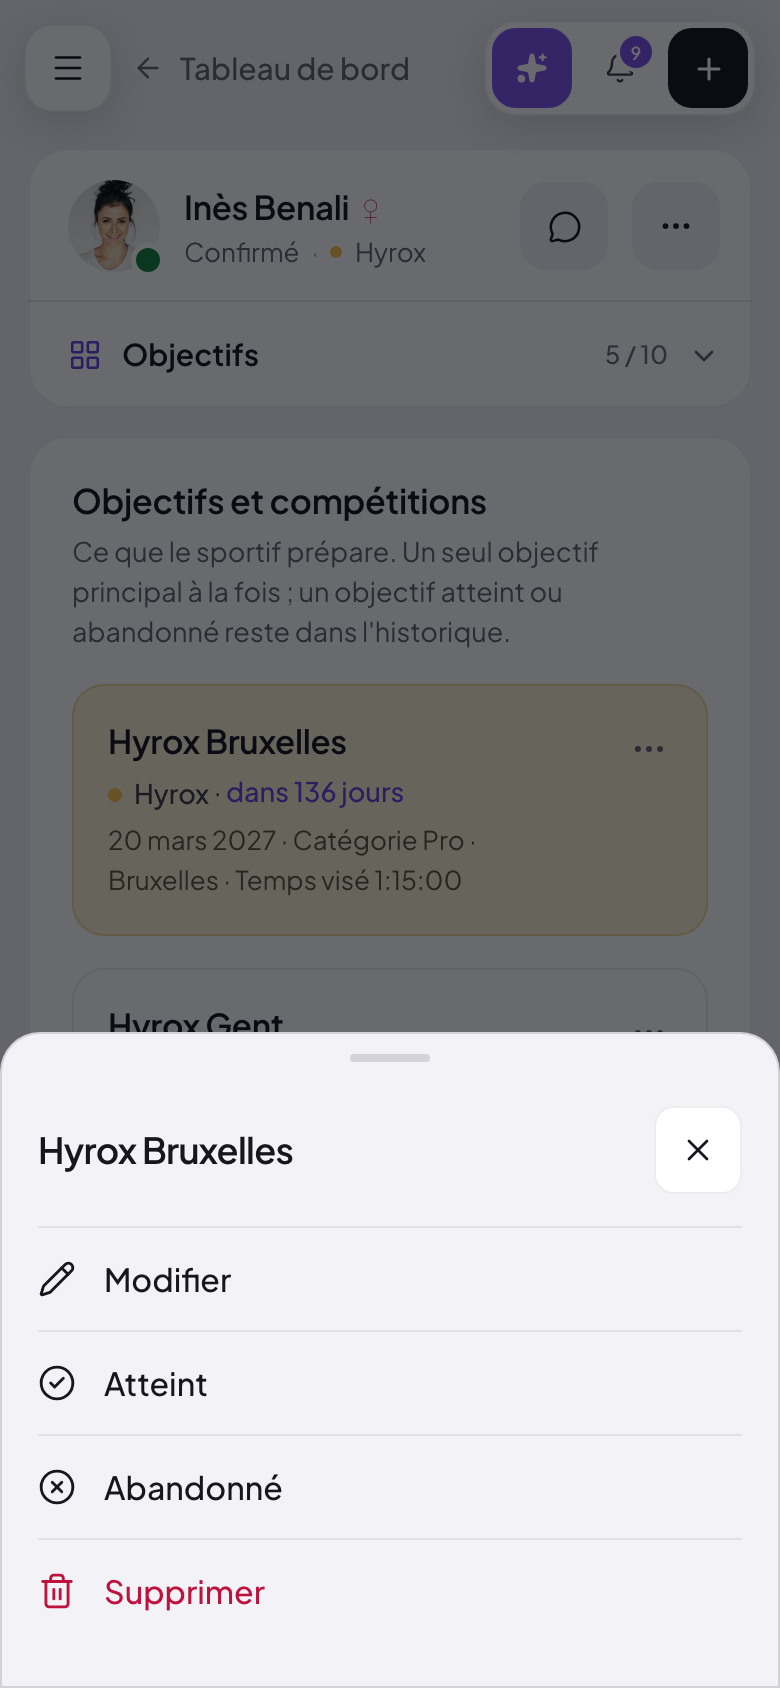 Tableau de bord
9
Inès Benali ♀
Confirmé · Hyrox
Objectifs
5 / 10
Objectifs et compétitions
Ce que le sportif prépare. Un seul objectif
principal à la fois ; un objectif atteint ou
abandonné reste dans l'historique.
Hyrox Bruxelles
Hyrox · dans 136 jours
20 mars 2027 · Catégorie Pro ·
Bruxelles · Temps visé 1:15:00
Hyrox Gent
Hyrox Bruxelles
Modifier
Atteint
Abandonné
Supprimer